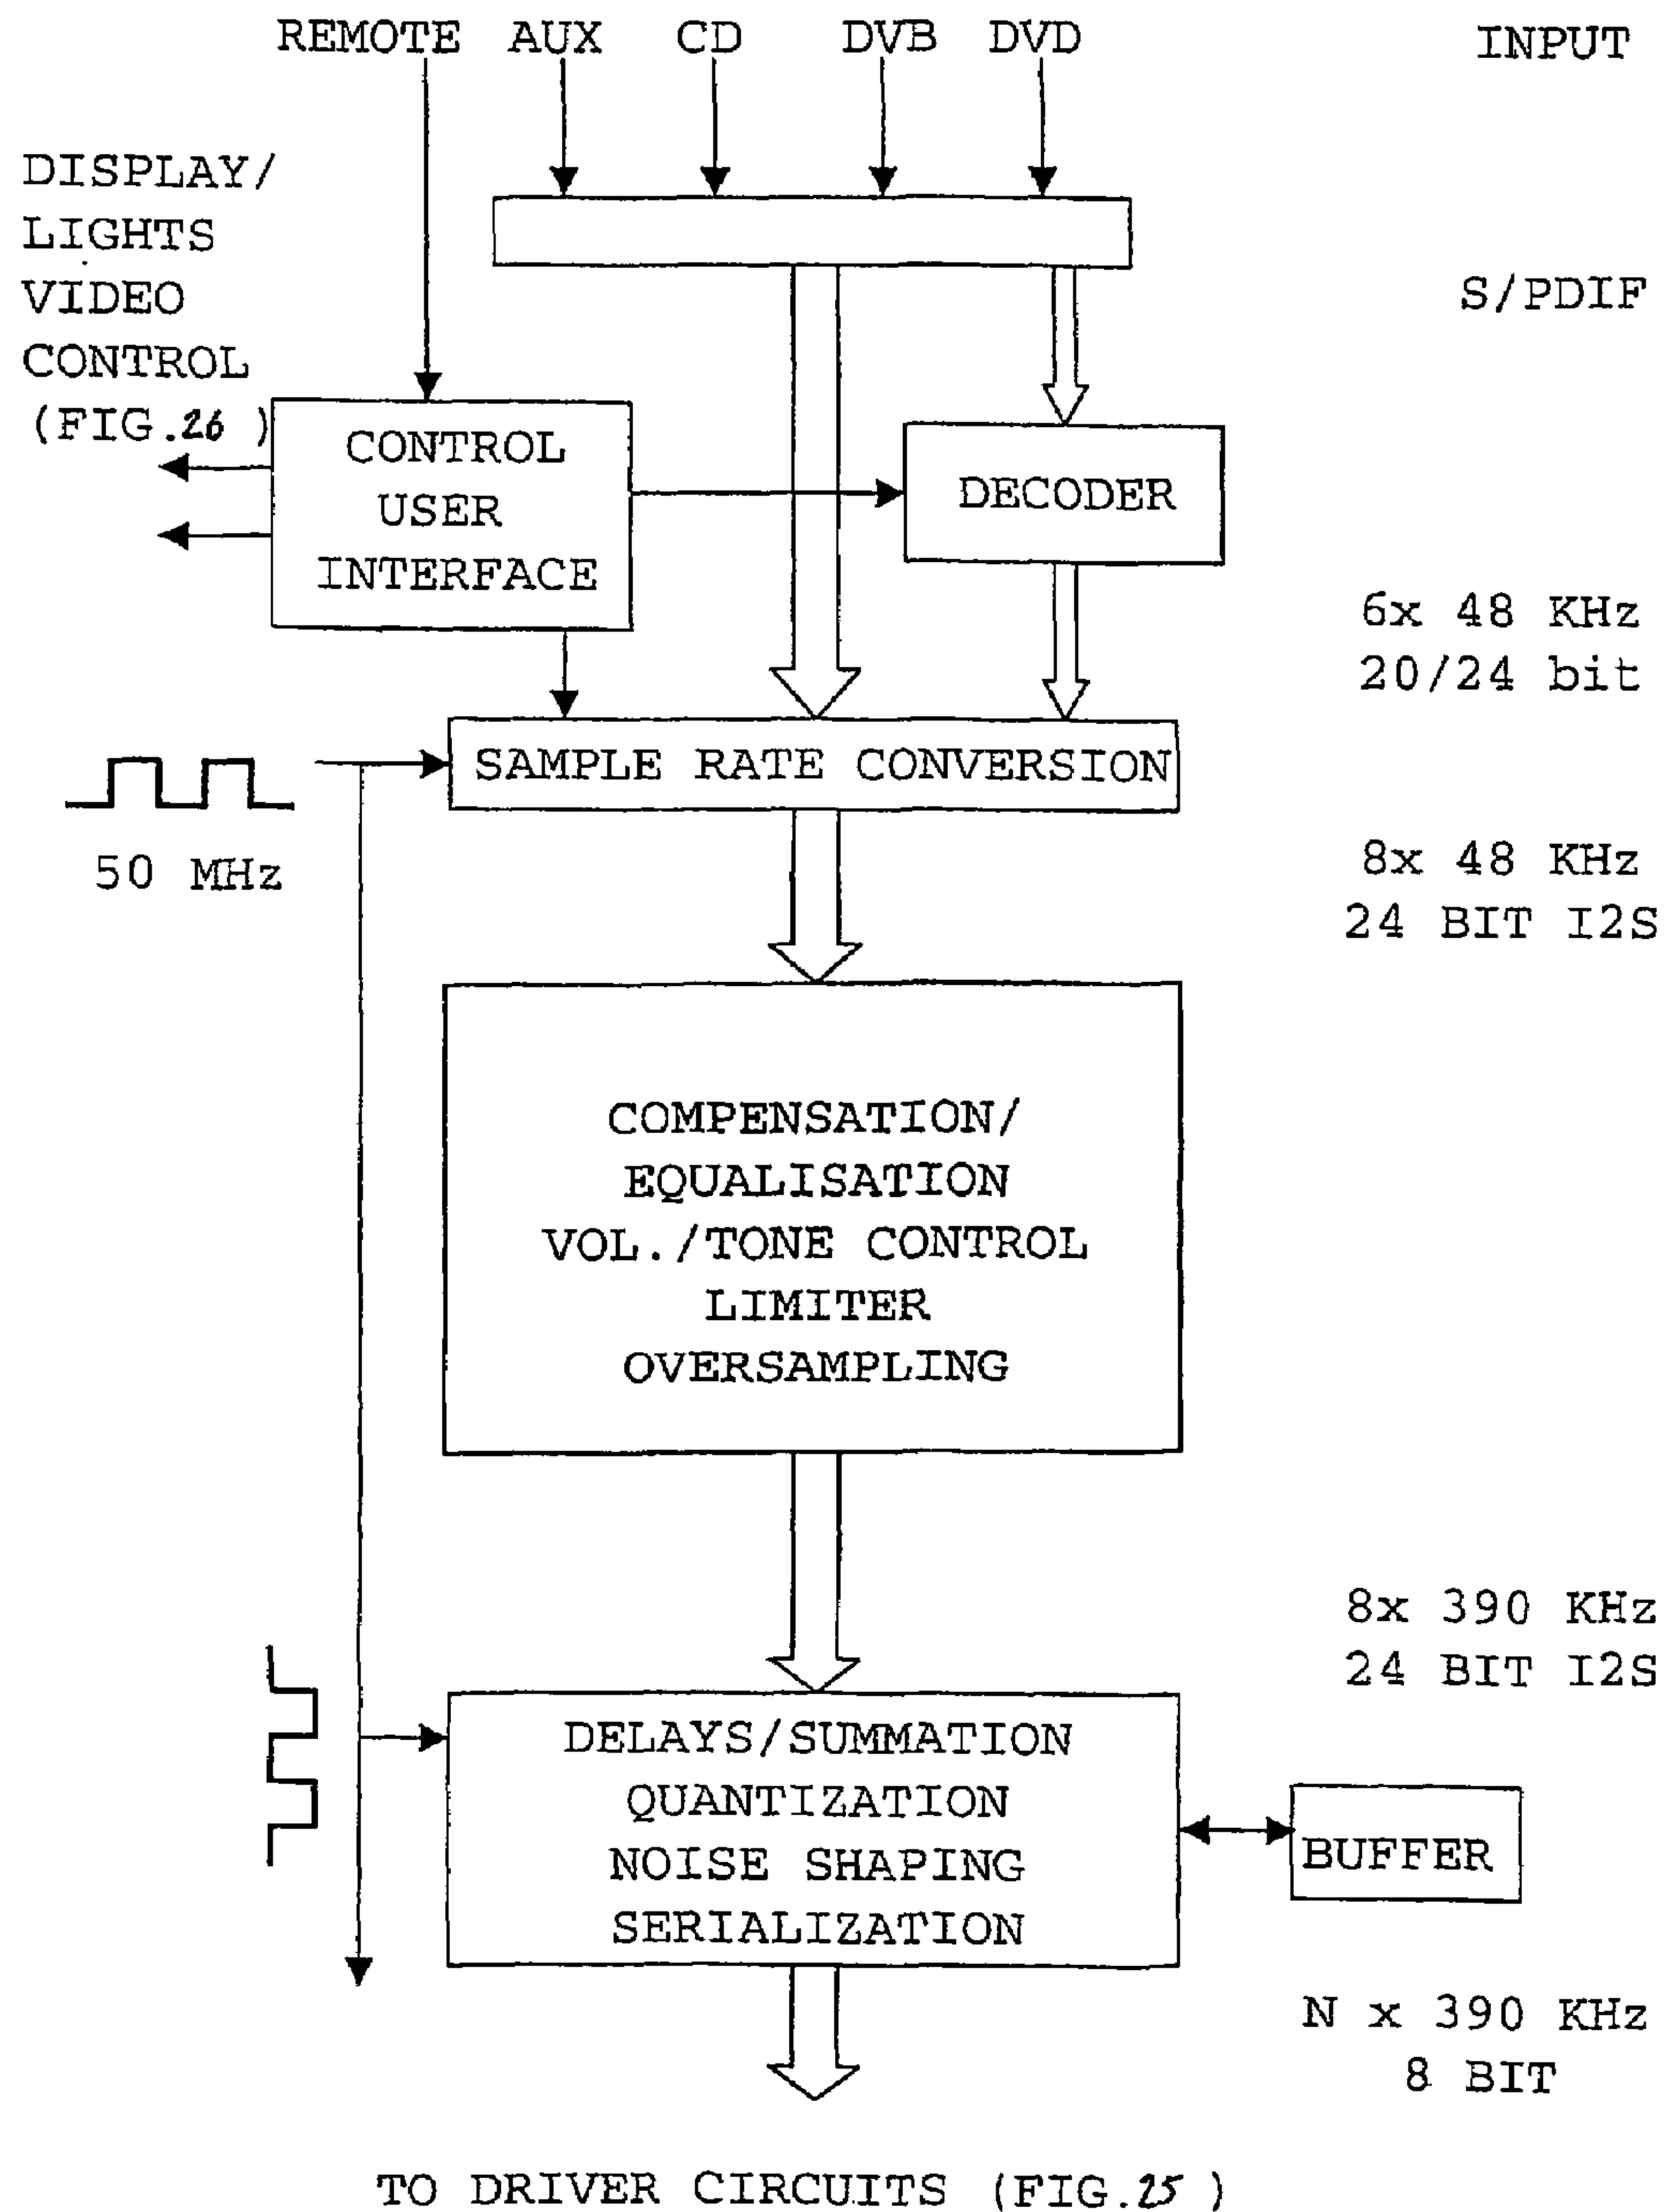 REMOTE AUX CD DVB DVD INPUT
DISPLAY/
LIGHTS
VIDEO
CONTROL
(FIG.26 )
S/PDIF
CONTROL
USER
INTERFACE
DECODER
6x 48 KHz
20/24 bit
SAMPLE RATE CONVERSION
50 MHz
8x 48 KHz
24 BIT I2S
COMPENSATION/
EQUALISATION
VOL./TONE CONTROL
LIMITER
OVERSAMPLING
8x 390 KHz
24 BIT I2S
DELAYS/SUMMATION
QUANTIZATION
NOISE SHAPING
SERIALIZATION
BUFFER
N x 390 KHz
8 BIT
TO DRIVER CIRCUITS (FIG.25 )